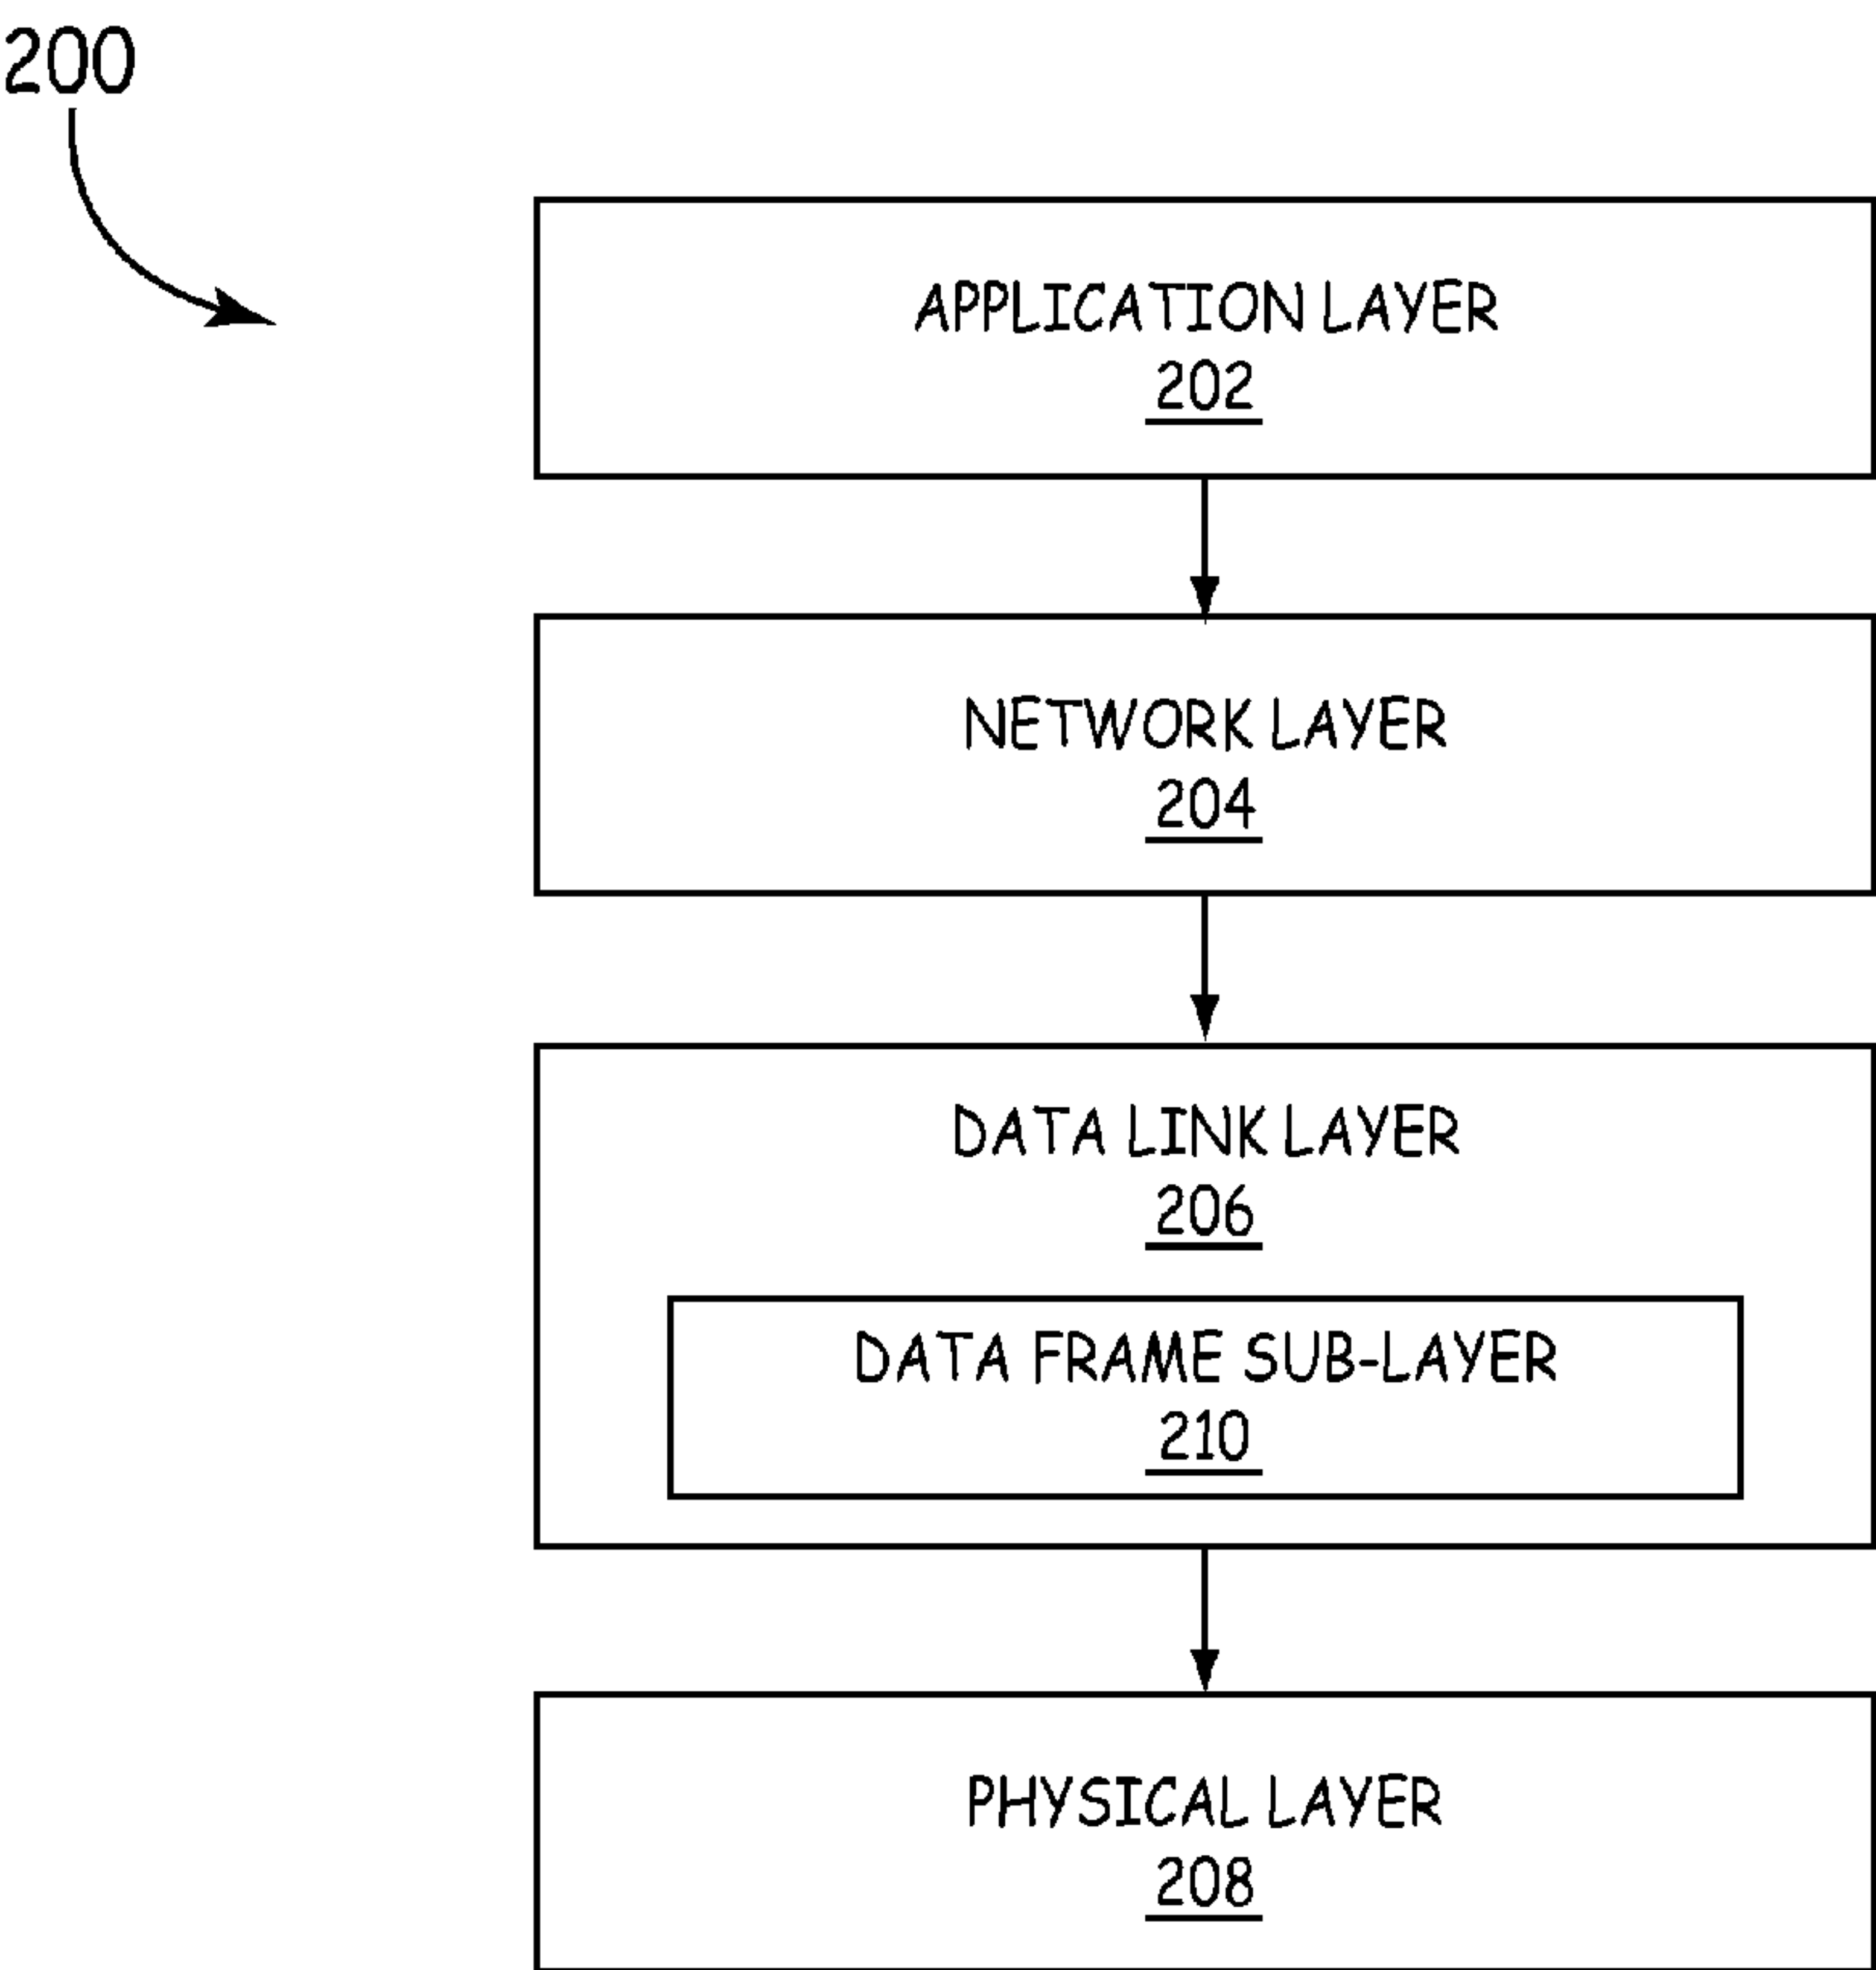 200
APPLICATION LAYER
202
NETWORK LAYER
204
DATA LINK LAYER
206
DATA FRAME SUB-LAYER
210
PHYSICAL LAYER
208